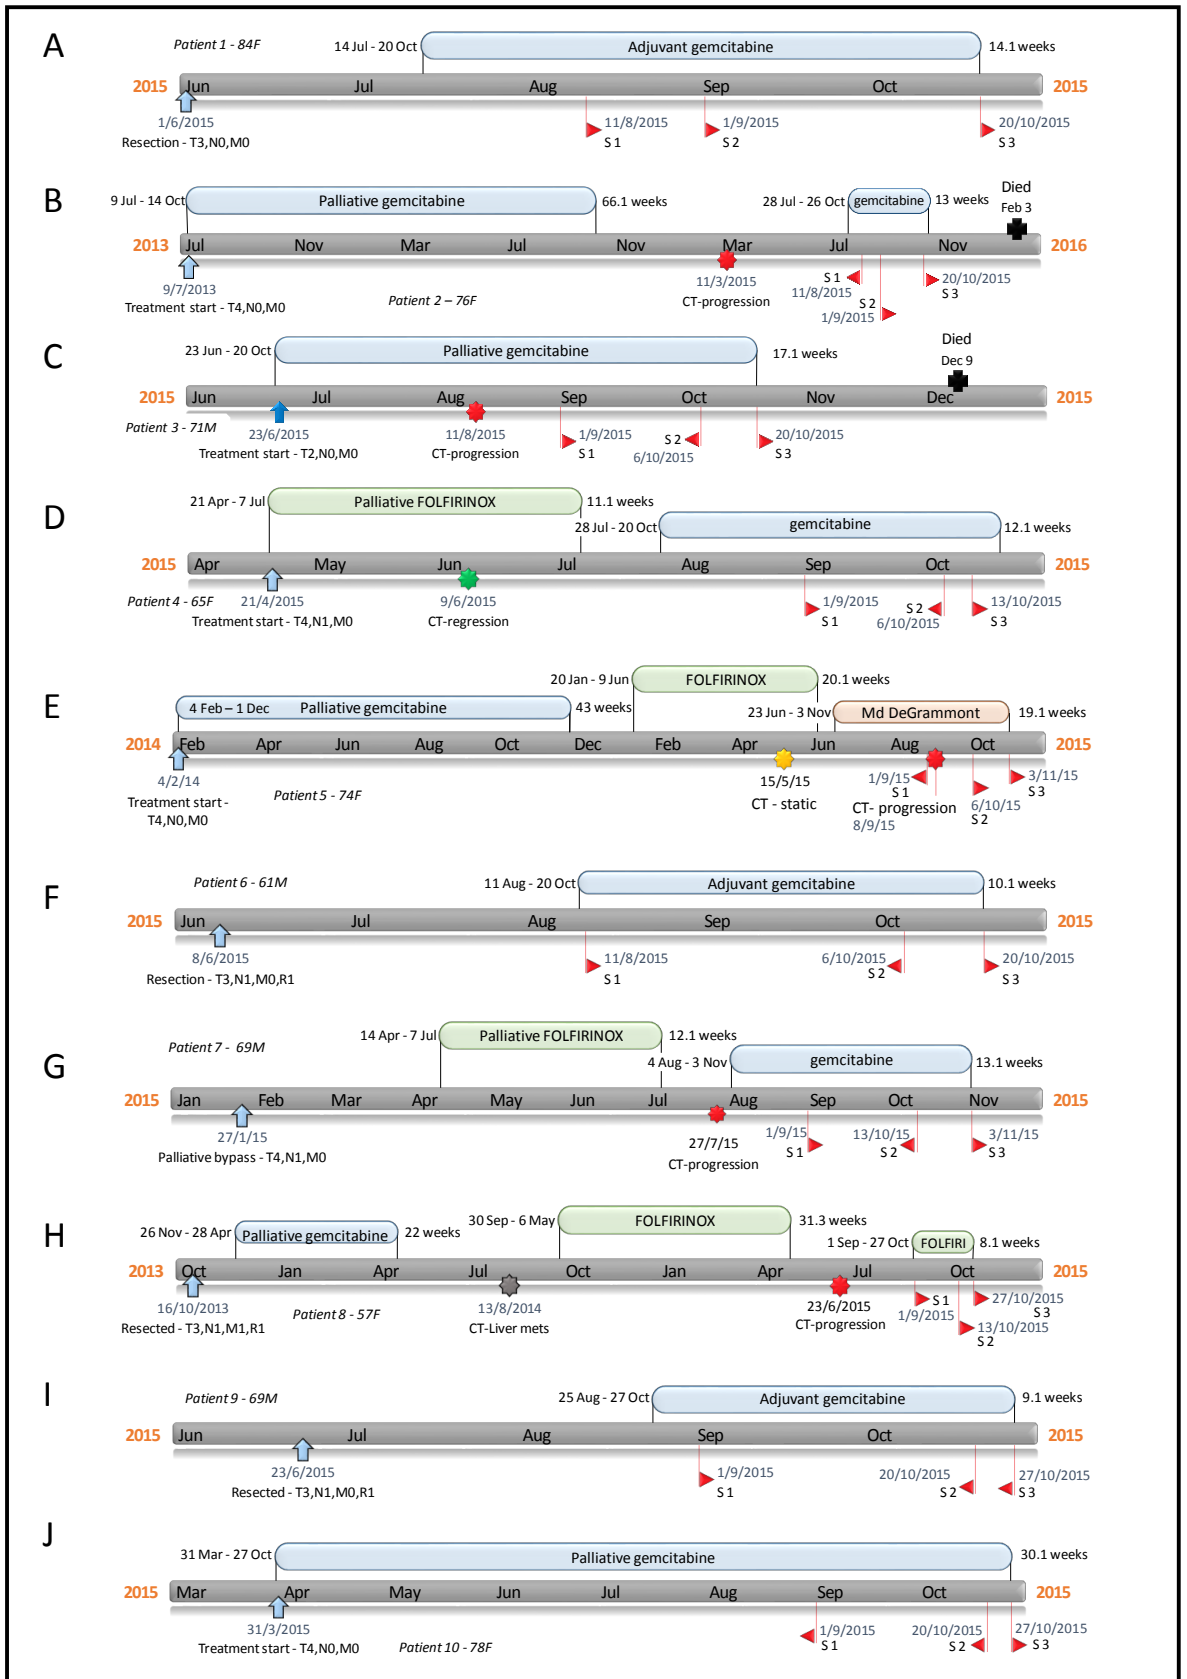 A
Patient 1 - 84F
14 Jul - 20 Oct
Adjuvant gemcitabine
14.1 weeks
2015
Jun
Jul
Aug
Sep
Oct
2015
1/6/2015
Resection - T3,N0,M0
11/8/2015
S 1
1/9/2015
S 2
20/10/2015
S 3
B
9 Jul - 14 Oct
Palliative gemcitabine
66.1 weeks
28 Jul - 26 Oct
gemcitabine
13 weeks
Died
Feb 3
2013
Jul
Nov
Mar
Jul
Nov
Mar
Jul
Nov
2016
9/7/2013
Treatment start - T4,N0,M0
Patient 2 – 76F
11/3/2015
CT-progression
S 1
11/8/2015
S 2
1/9/2015
20/10/2015
S 3
C
23 Jun - 20 Oct
Palliative gemcitabine
17.1 weeks
Died
Dec 9
2015
Jun
Jul
Aug
Sep
Oct
Nov
Dec
2015
Patient 3 - 71M
23/6/2015
Treatment start - T2,N0,M0
11/8/2015
CT-progression
1/9/2015
S 1
S 2
6/10/2015
20/10/2015
S 3
D
21 Apr - 7 Jul
Palliative FOLFIRINOX
11.1 weeks
28 Jul - 20 Oct
gemcitabine
12.1 weeks
2015
Apr
May
Jun
Jul
Aug
Sep
Oct
2015
Patient 4 - 65F
21/4/2015
Treatment start - T4,N1,M0
9/6/2015
CT-regression
1/9/2015
S 1
S 2
6/10/2015
13/10/2015
S 3
E
4 Feb – 1 Dec
Palliative gemcitabine
43 weeks
20 Jan - 9 Jun
FOLFIRINOX
20.1 weeks
23 Jun - 3 Nov
Md DeGrammont
19.1 weeks
2014
Feb
Apr
Jun
Aug
Oct
Dec
Feb
Apr
Jun
Aug
Oct
2015
4/2/14
Treatment start -
T4,N0,M0
Patient 5 - 74F
15/5/15
CT - static
1/9/15
S 1
CT- progression
8/9/15
6/10/15
S 2
3/11/15
S 3
F
Patient 6 - 61M
11 Aug - 20 Oct
Adjuvant gemcitabine
10.1 weeks
2015
Jun
Jul
Aug
Sep
Oct
2015
8/6/2015
Resection - T3,N1,M0,R1
11/8/2015
S 1
6/10/2015
S 2
20/10/2015
S 3
G
Patient 7 - 69M
14 Apr - 7 Jul
Palliative FOLFIRINOX
12.1 weeks
4 Aug - 3 Nov
gemcitabine
13.1 weeks
2015
Jan
Feb
Mar
Apr
May
Jun
Jul
Aug
Sep
Oct
Nov
2015
27/1/15
Palliative bypass - T4,N1,M0
27/7/15
CT-progression
1/9/15
S 1
13/10/15
S 2
3/11/15
S 3
H
26 Nov - 28 Apr
Palliative gemcitabine
22 weeks
30 Sep - 6 May
FOLFIRINOX
31.3 weeks
1 Sep - 27 Oct
FOLFIRI
8.1 weeks
2013
Oct
Jan
Apr
Jul
Oct
Jan
Apr
Jul
Oct
2015
16/10/2013
Resected - T3,N1,M1,R1
Patient 8 - 57F
13/8/2014
CT-Liver mets
23/6/2015
CT-progression
S 1
1/9/2015
27/10/2015
S 3
13/10/2015
S 2
I
Patient 9 - 69M
25 Aug - 27 Oct
Adjuvant gemcitabine
9.1 weeks
2015
Jun
Jul
Aug
Sep
Oct
2015
23/6/2015
Resected - T3,N1,M0,R1
1/9/2015
S 1
20/10/2015
S 2
27/10/2015
S 3
J
31 Mar - 27 Oct
Palliative gemcitabine
30.1 weeks
2015
Mar
Apr
May
Jun
Jul
Aug
Sep
Oct
2015
31/3/2015
Treatment start - T4,N0,M0
Patient 10 - 78F
1/9/2015
S 1
20/10/2015
S 2
27/10/2015
S 3